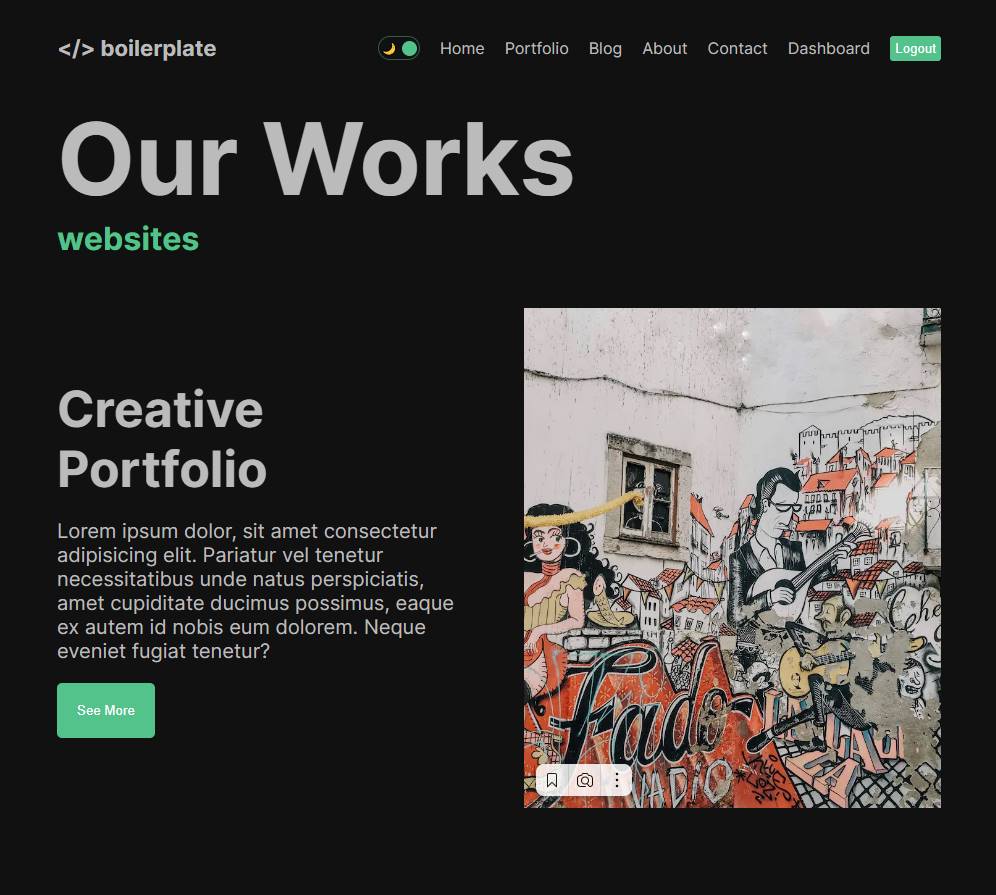 </> boilerplate
Home Portfolio Blog About Contact Dashboard Logout
Our Works
websites
Creative
Portfolio
Lorem ipsum dolor, sit amet consectetur
adipisicing elit. Pariatur vel tenetur
necessitatibus unde natus perspiciatis,
amet cupiditate ducimus possimus, eaque
ex autem id nobis eum dolorem. Neque
eveniet fugiat tenetur?
See More
Fado
VADIO